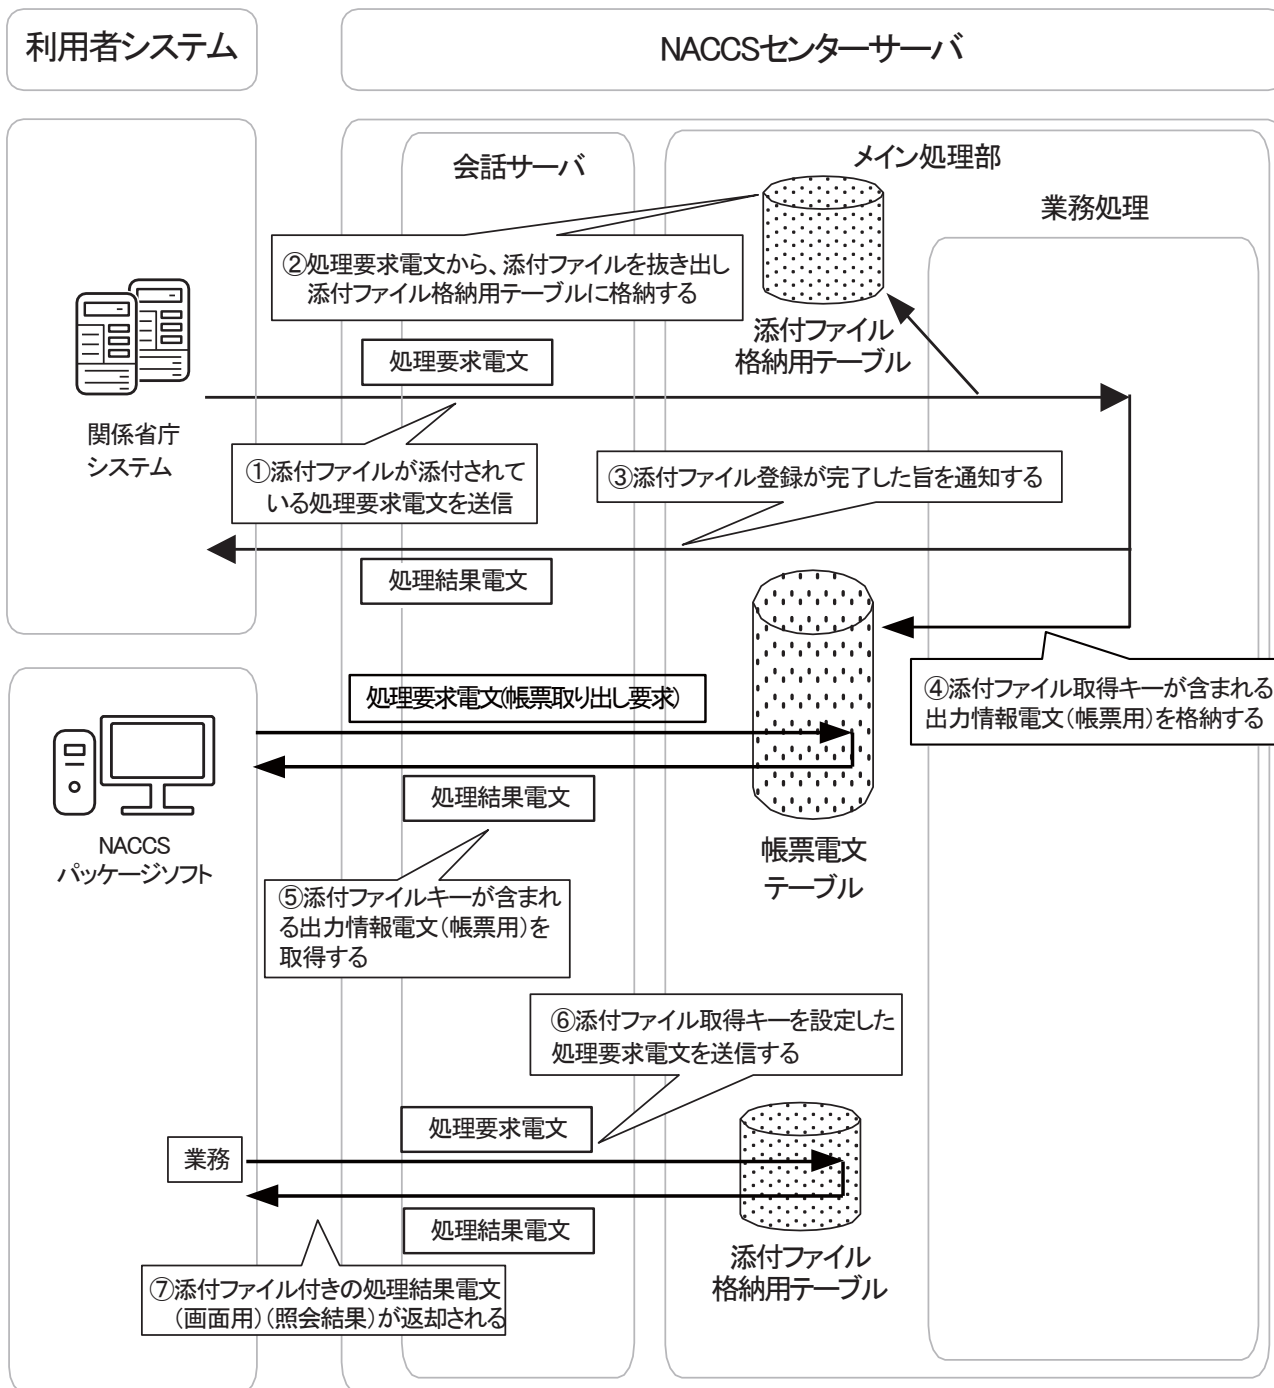 利用者システム
NACCSセンターサーバ
会話サーバ
メイン処理部
業務処理
②処理要求電文から、添付ファイルを抜き出し
添付ファイル格納用テーブルに格納する
添付ファイル
格納用テーブル
処理要求電文
関係省庁
システム
①添付ファイルが添付されて
いる処理要求電文を送信
③添付ファイル登録が完了した旨を通知する
処理結果電文
④添付ファイル取得キーが含まれる
出力情報電文（帳票用）を格納する
処理要求電文(帳票取り出し要求)
処理結果電文
NACCS
パッケージソフト
帳票電文
テーブル
⑤添付ファイルキーが含まれ
る出力情報電文（帳票用）を
取得する
⑥添付ファイル取得キーを設定した
処理要求電文を送信する
処理要求電文
業務
処理結果電文
添付ファイル
格納用テーブル
⑦添付ファイル付きの処理結果電文
（画面用）（照会結果）が返却される